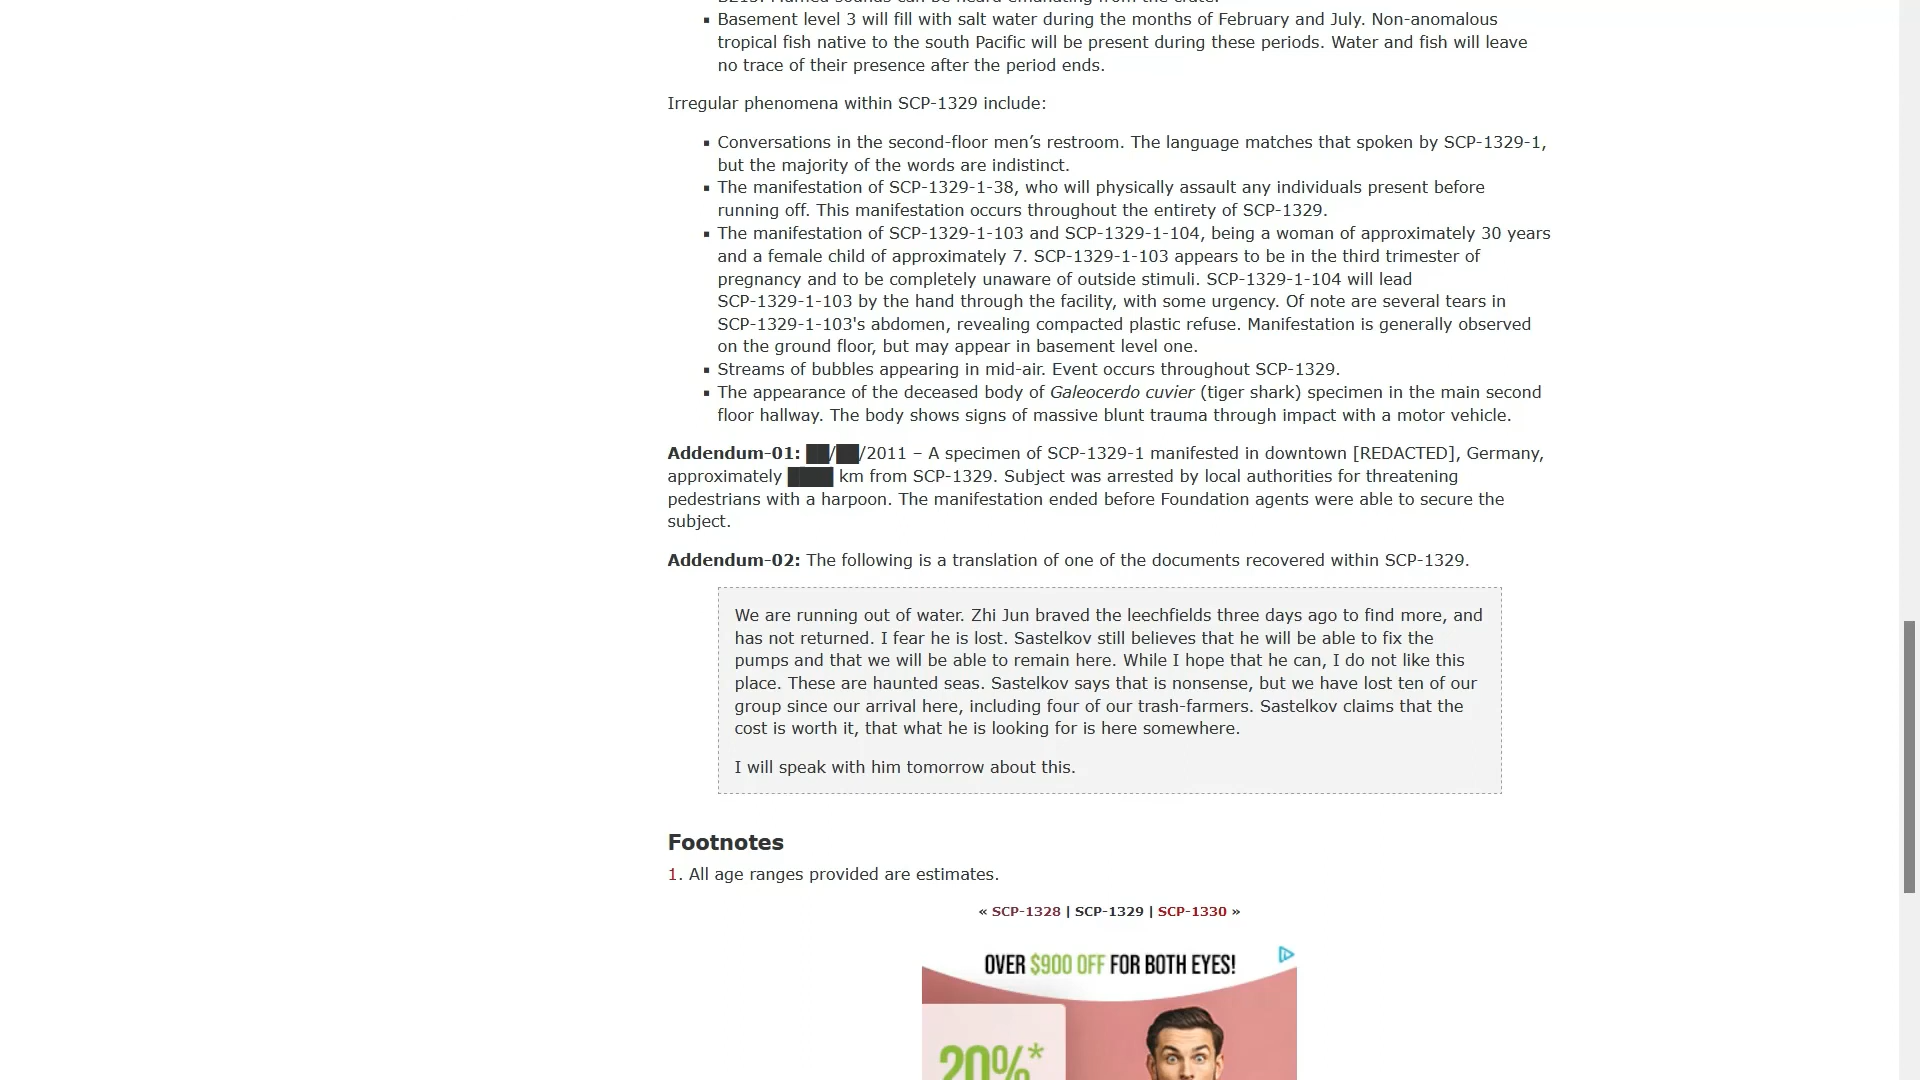 Basement level 3 will fill with salt water during the months of February and July. Non-anomalous
tropical fish native to the south Pacific will be present during these periods. Water and fish will leave
no trace of their presence after the period ends.
Irregular phenomena within SCP-1329 include:
Conversations in the second-floor men’s restroom. The language matches that spoken by SCP-1329-1,
but the majority of the words are indistinct.
The manifestation of SCP-1329-1-38, who will physically assault any individuals present before
running off. This manifestation occurs throughout the entirety of SCP-1329.
The manifestation of SCP-1329-1-103 and SCP-1329-1-104, being a woman of approximately 30 years
and a female child of approximately 7. SCP-1329-1-103 appears to be in the third trimester of
pregnancy and to be completely unaware of outside stimuli. SCP-1329-1-104 will lead
SCP-1329-1-103 by the hand through the facility, with some urgency. Of note are several tears in
SCP-1329-1-103's abdomen, revealing compacted plastic refuse. Manifestation is generally observed
on the ground floor, but may appear in basement level one.
Streams of bubbles appearing in mid-air. Event occurs throughout SCP-1329.
The appearance of the deceased body of Galeocerdo cuvier (tiger shark) specimen in the main second
floor hallway. The body shows signs of massive blunt trauma through impact with a motor vehicle.
Addendum-01: ██/██/2011 – A specimen of SCP-1329-1 manifested in downtown [REDACTED], Germany,
approximately ████ km from SCP-1329. Subject was arrested by local authorities for threatening
pedestrians with a harpoon. The manifestation ended before Foundation agents were able to secure the
subject.
Addendum-02: The following is a translation of one of the documents recovered within SCP-1329.
We are running out of water. Zhi Jun braved the leechfields three days ago to find more, and
has not returned. I fear he is lost. Sastelkov still believes that he will be able to fix the
pumps and that we will be able to remain here. While I hope that he can, I do not like this
place. These are haunted seas. Sastelkov says that is nonsense, but we have lost ten of our
group since our arrival here, including four of our trash-farmers. Sastelkov claims that the
cost is worth it, that what he is looking for is here somewhere.
I will speak with him tomorrow about this.
Footnotes
1. All age ranges provided are estimates.
« SCP-1328 | SCP-1329 | SCP-1330 »
OVER $900 OFF FOR BOTH EYES!
20%*